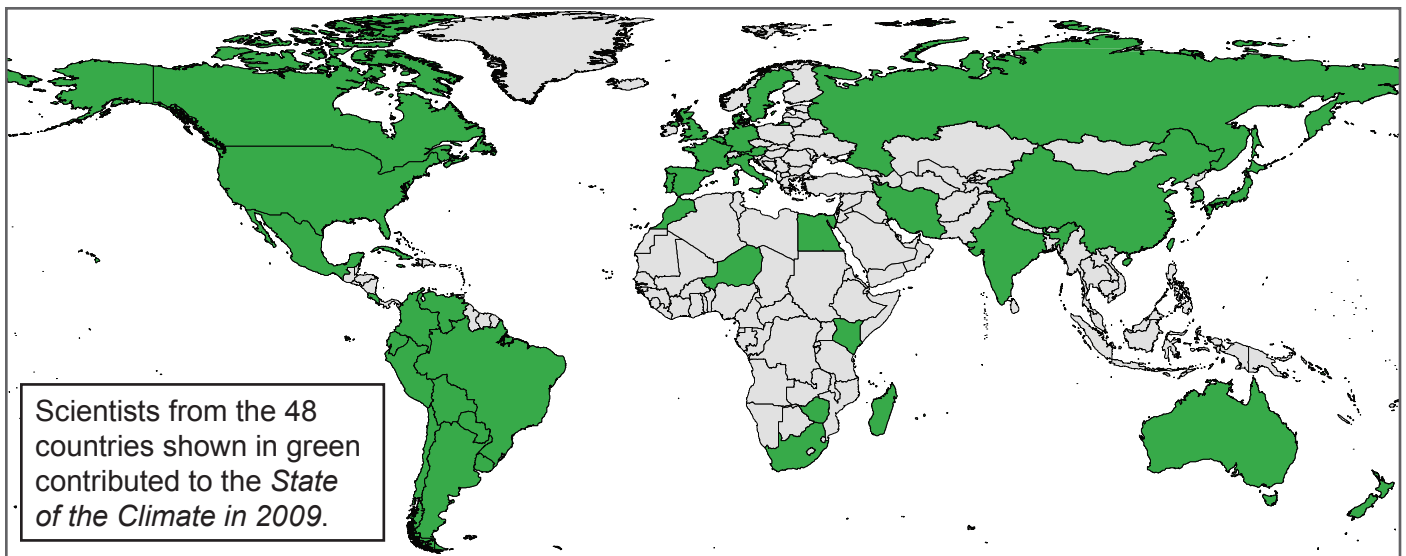 Scientists from the 48
countries shown in green
contributed to the State
of the Climate in 2009.